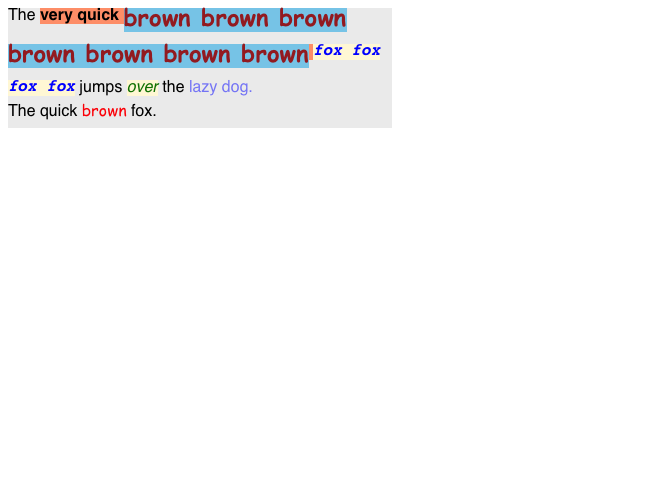 The very quick brown brown brown
brown brown brown brown fox fox
fox fox jumps over the lazy dog.
The quick brown fox.